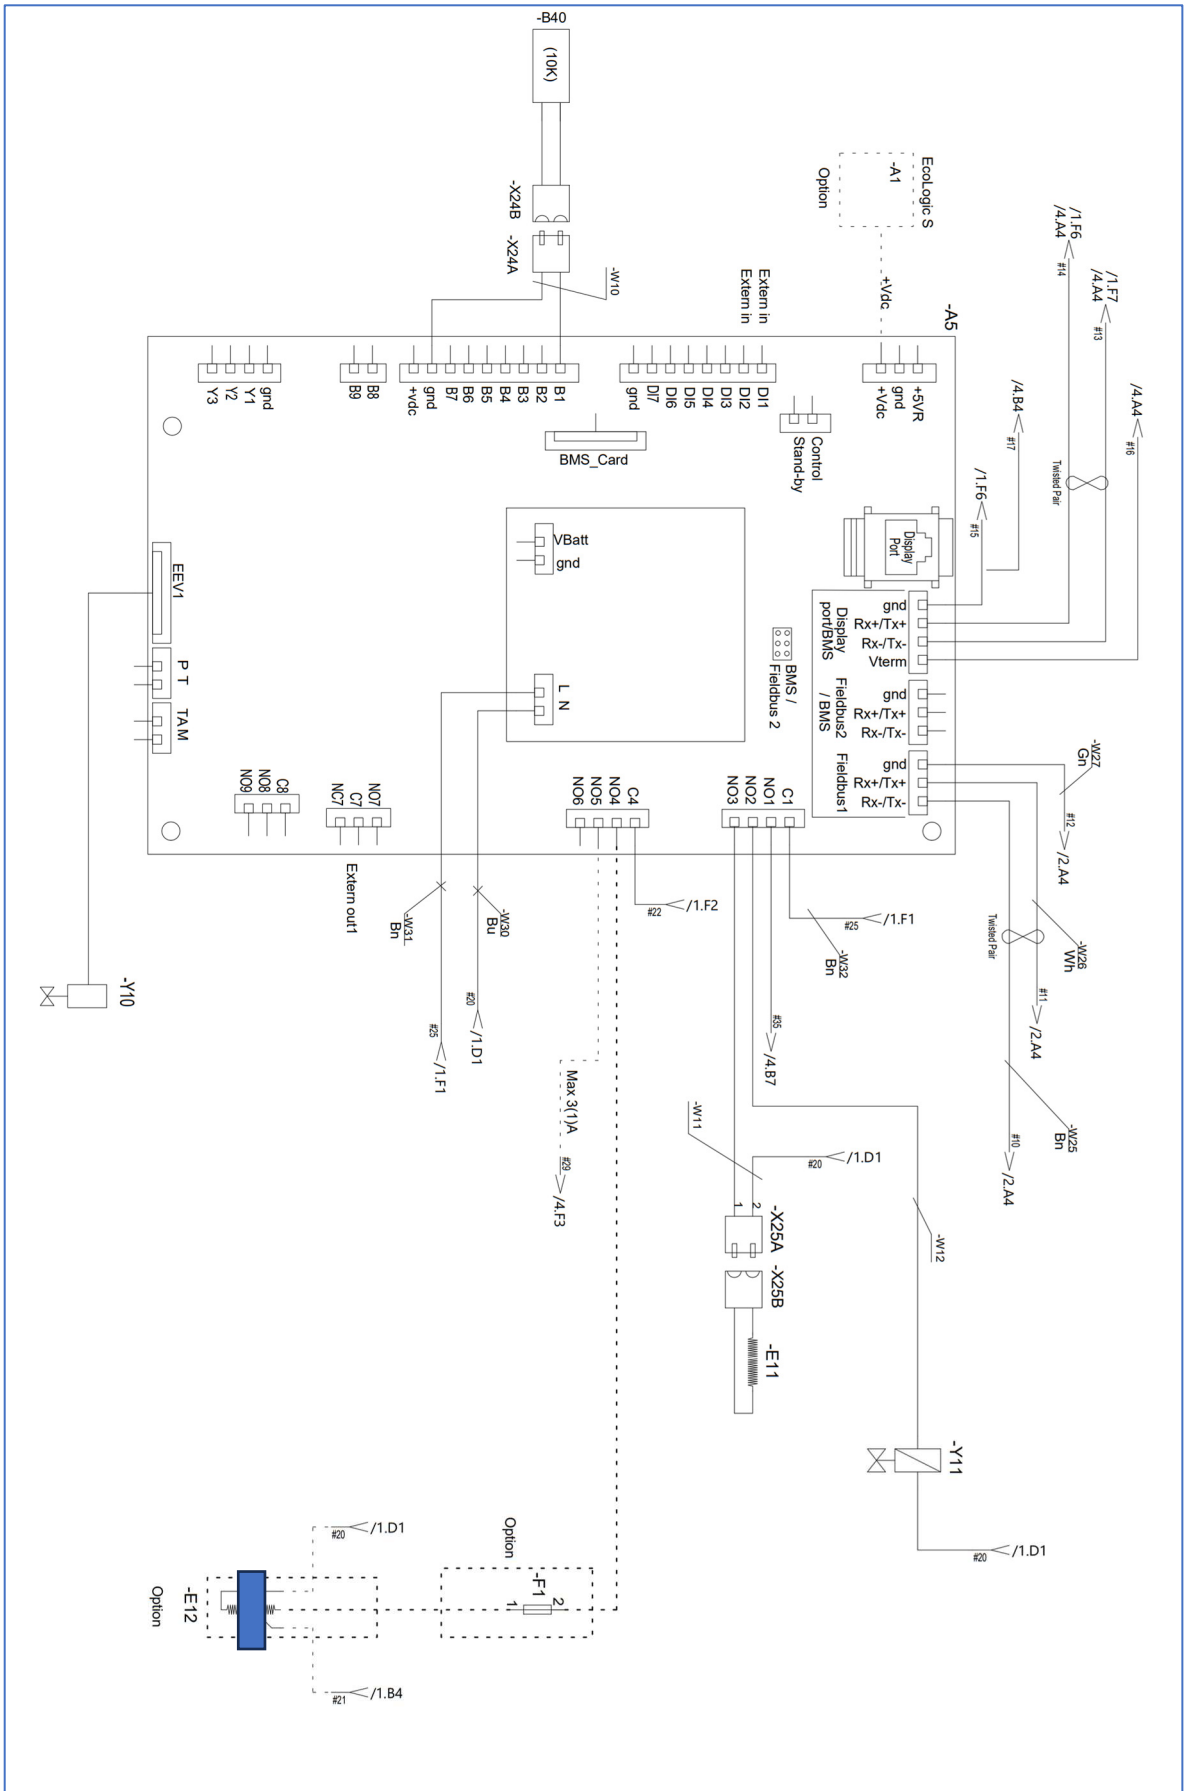 -B40
(10K)
-X24B
-X24A
-W10
EcoLogic S
-A1
Option
+Vdc
/1.F6
/4.A4
#14
/1.F7
/4.A4
#13
/4.A4
#16
/4.B4
#17
/1.F6
#15
Twisted Pair
Extern in
Extern in
-A5
+5VR
gnd
+Vdc
DI1
DI2
DI3
DI4
DI5
DI6
DI7
gnd
B1
B2
B3
B4
B5
B6
B7
gnd
+vdc
B8
B9
gnd
Y1
Y2
Y3
Control
Stand-by
BMS_Card
Display
Port
VBatt
gnd
L N
BMS /
Fieldbus 2
gnd
Rx+/Tx+
Rx-/Tx-
Vterm
Display
port/BMS
gnd
Rx+/Tx+
Rx-/Tx-
Fieldbus2
/ BMS
gnd
Rx+/Tx+
Rx-/Tx-
Fieldbus1
EEV1
P T
TAM
C8
NO8
NO9
NO7
C7
NC7
Extern out1
C4
NO4
NO5
NO6
C1
NO1
NO2
NO3
-W27
Gn
#12
/2.A4
-W26
Wh
Twisted Pair
#11
/2.A4
-W25
Bn
#10
/2.A4
-W31
Bn
#25
/1.F1
-W30
Bu
#20
/1.D1
#22
/1.F2
-W32
Bn
#25
/1.F1
#35
/4.B7
Max 3(1)A
#29
/4.F3
-Y10
-W11
#20
/1.D1
1
2
-X25A
-X25B
-E11
-W12
-Y11
#20
/1.D1
Option
-F1
1
2
#20
/1.D1
-E12
Option
#21
/1.B4